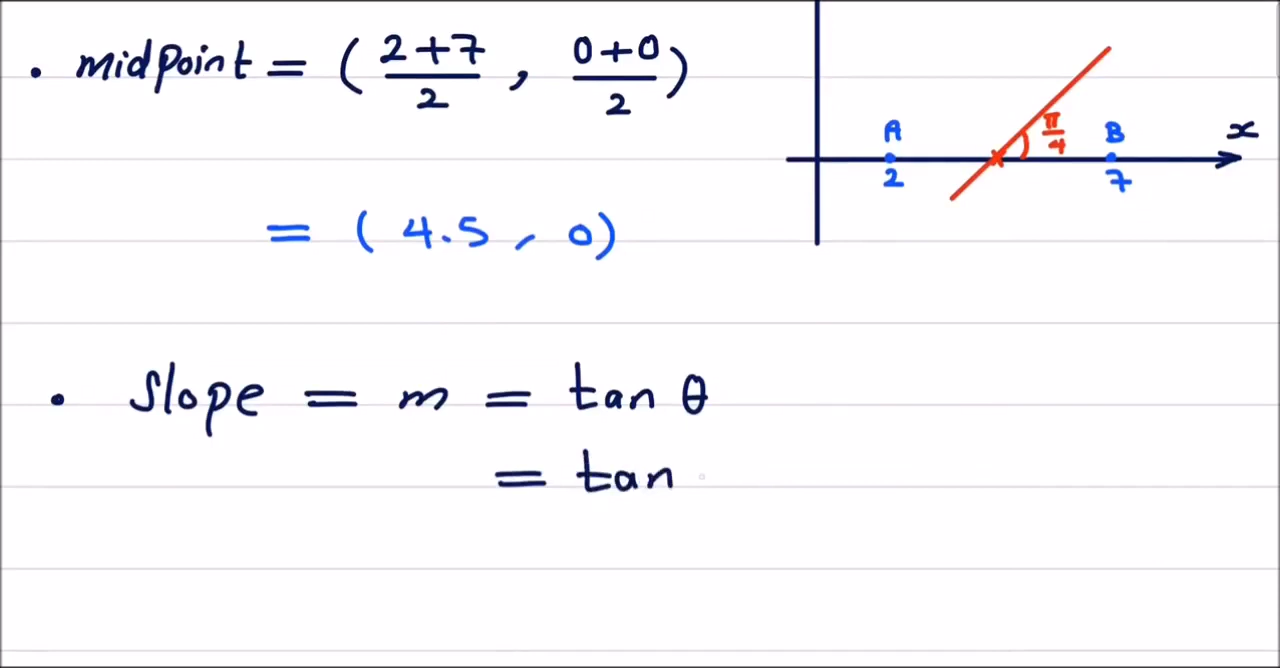 • midpoint = ( 2+7/2 , 0+0/2 )
= ( 4.5 , 0 )
• Slope = m = tan θ
= tan
A
B
x
π/4
2
7